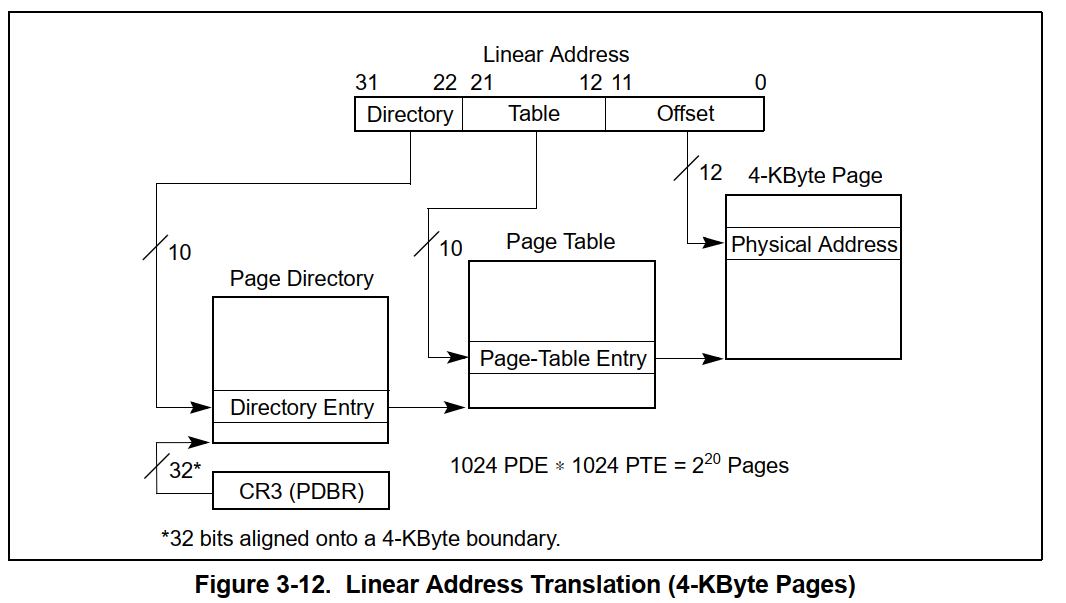 Linear Address
31 22 21 12 11 0
Directory Table Offset
12
4-KByte Page
10
10
Page Table
Physical Address
Page Directory
Page-Table Entry
Directory Entry
32*
1024 PDE ∗ 1024 PTE = 2²⁰ Pages
CR3 (PDBR)
*32 bits aligned onto a 4-KByte boundary.
Figure 3-12. Linear Address Translation (4-KByte Pages)